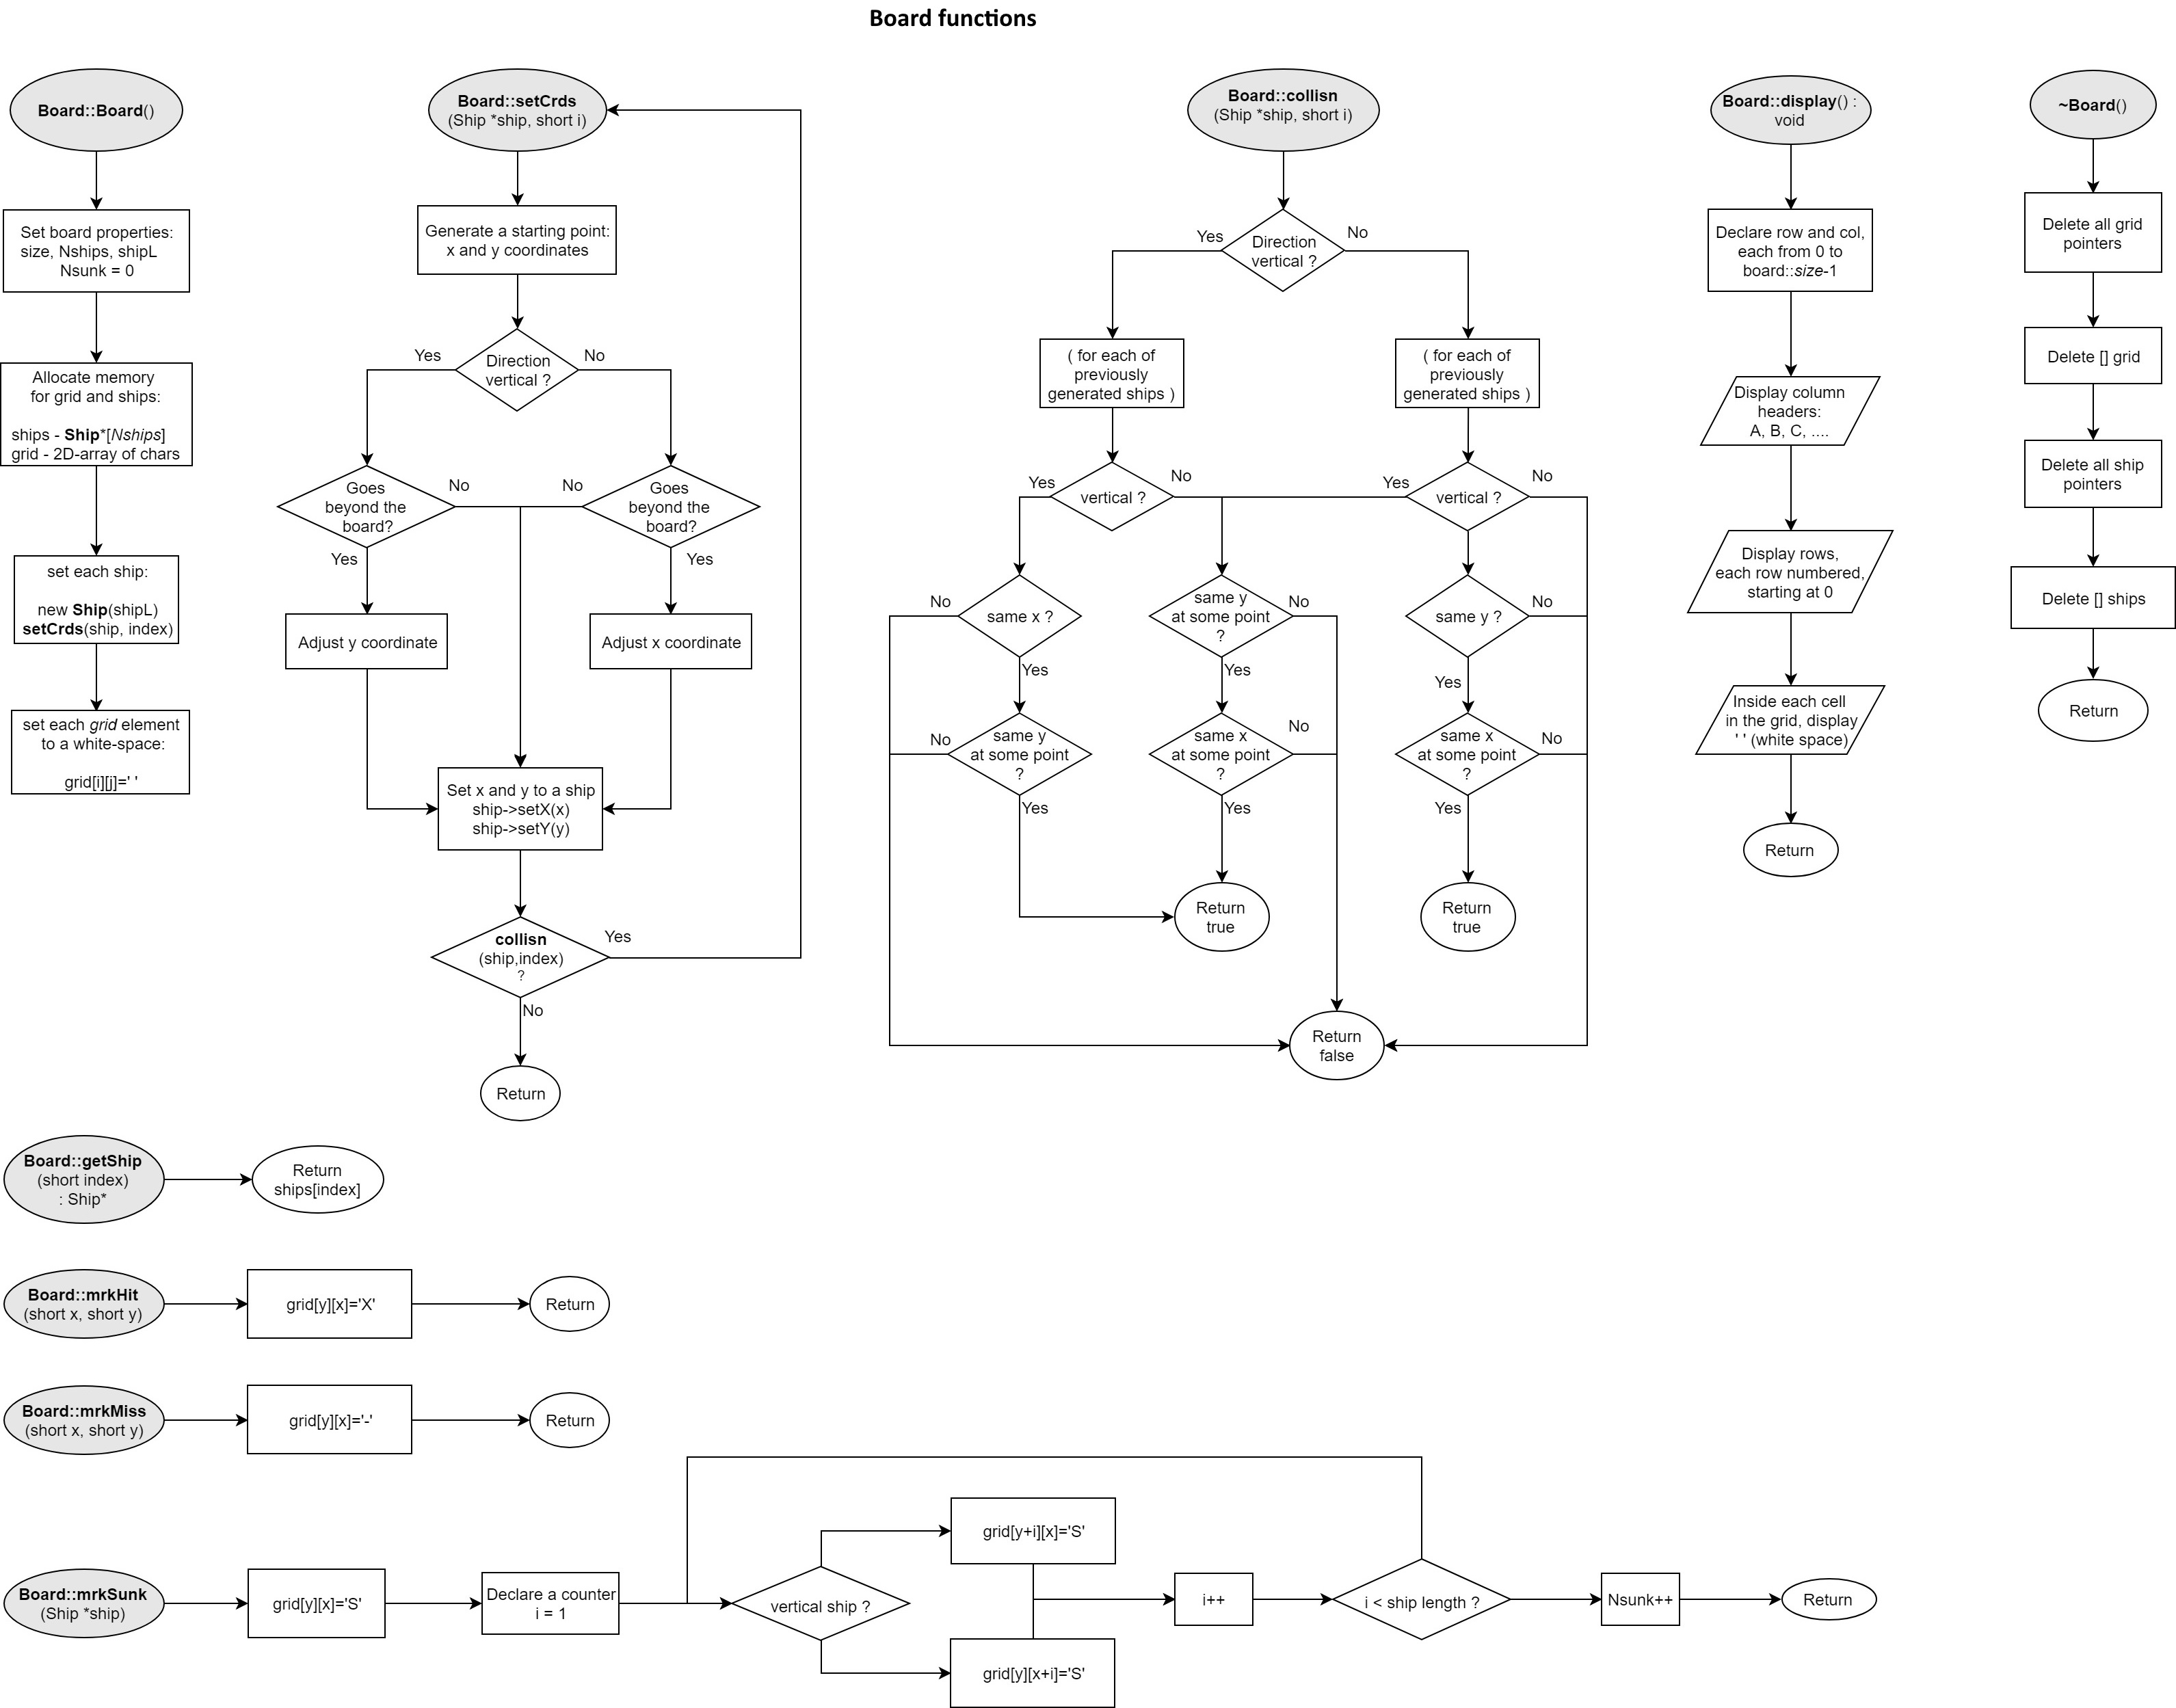 Board functions
Board::Board()
Set board properties:
size, Nships, shipL
Nsunk = 0
Allocate memory
for grid and ships:
ships - Ship*[Nships]
grid - 2D-array of chars
set each ship:
new Ship(shipL)
setCrds(ship, index)
set each grid element
to a white-space:
grid[i][j]=' '
Board::setCrds
(Ship *ship, short i)
Generate a starting point:
x and y coordinates
Yes
Direction
vertical ?
No
Goes
beyond the
board?
No
No
Goes
beyond the
board?
Yes
Yes
Adjust y coordinate
Adjust x coordinate
Set x and y to a ship
ship->setX(x)
ship->setY(y)
collisn
(ship,index)
?
Yes
No
Return
Board::collisn
(Ship *ship, short i)
Yes
Direction
vertical ?
No
( for each of
previously
generated ships )
( for each of
previously
generated ships )
Yes
vertical ?
No
Yes
vertical ?
No
No
same x ?
same y
at some point
?
No
same y ?
No
Yes
Yes
Yes
No
same y
at some point
?
same x
at some point
?
No
same x
at some point
?
No
Yes
Yes
Yes
Return
true
Return
true
Return
false
Board::display() :
void
Declare row and col,
each from 0 to
board::size-1
Display column
headers:
A, B, C, ....
Display rows,
each row numbered,
starting at 0
Inside each cell
in the grid, display
' ' (white space)
Return
~Board()
Delete all grid
pointers
Delete [] grid
Delete all ship
pointers
Delete [] ships
Return
Board::getShip
(short index)
: Ship*
Return
ships[index]
Board::mrkHit
(short x, short y)
grid[y][x]='X'
Return
Board::mrkMiss
(short x, short y)
grid[y][x]='-'
Return
Board::mrkSunk
(Ship *ship)
grid[y][x]='S'
Declare a counter
i = 1
vertical ship ?
grid[y+i][x]='S'
grid[y][x+i]='S'
i++
i < ship length ?
Nsunk++
Return